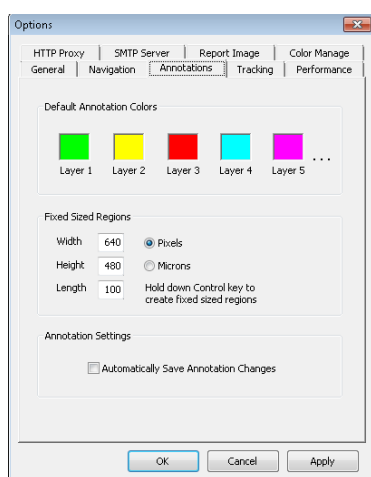 Options
HTTP Proxy SMTP Server Report Image Color Manage
General Navigation Annotations Tracking Performance
Default Annotation Colors
Layer 1 Layer 2 Layer 3 Layer 4 Layer 5 ...
Fixed Sized Regions
Width 640 Pixels
Height 480 Microns
Length 100 Hold down Control key to
create fixed sized regions
Annotation Settings
Automatically Save Annotation Changes
OK Cancel Apply